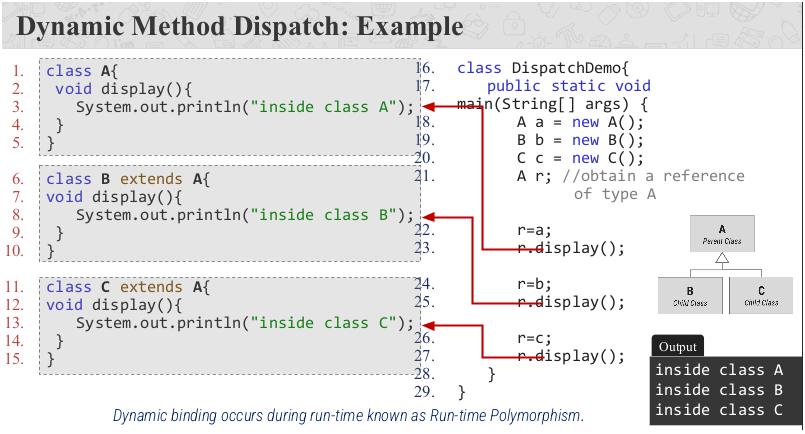 Dynamic Method Dispatch: Example
1. class A{
2. void display(){
3. System.out.println("inside class A");
4. }
5. }
6. class B extends A{
7. void display(){
8. System.out.println("inside class B");
9. }
10. }
11. class C extends A{
12. void display(){
13. System.out.println("inside class C");
14. }
15. }
16. class DispatchDemo{
17. public static void
main(String[] args) {
18. A a = new A();
19. B b = new B();
20. C c = new C();
21. A r; //obtain a reference
of type A
22. r=a;
23. r.display();
24. r=b;
25. r.display();
26. r=c;
27. r.display();
28. }
29. }
A
Parent Class
B
Child Class
C
Child Class
Output
inside class A
inside class B
inside class C
Dynamic binding occurs during run-time known as Run-time Polymorphism.